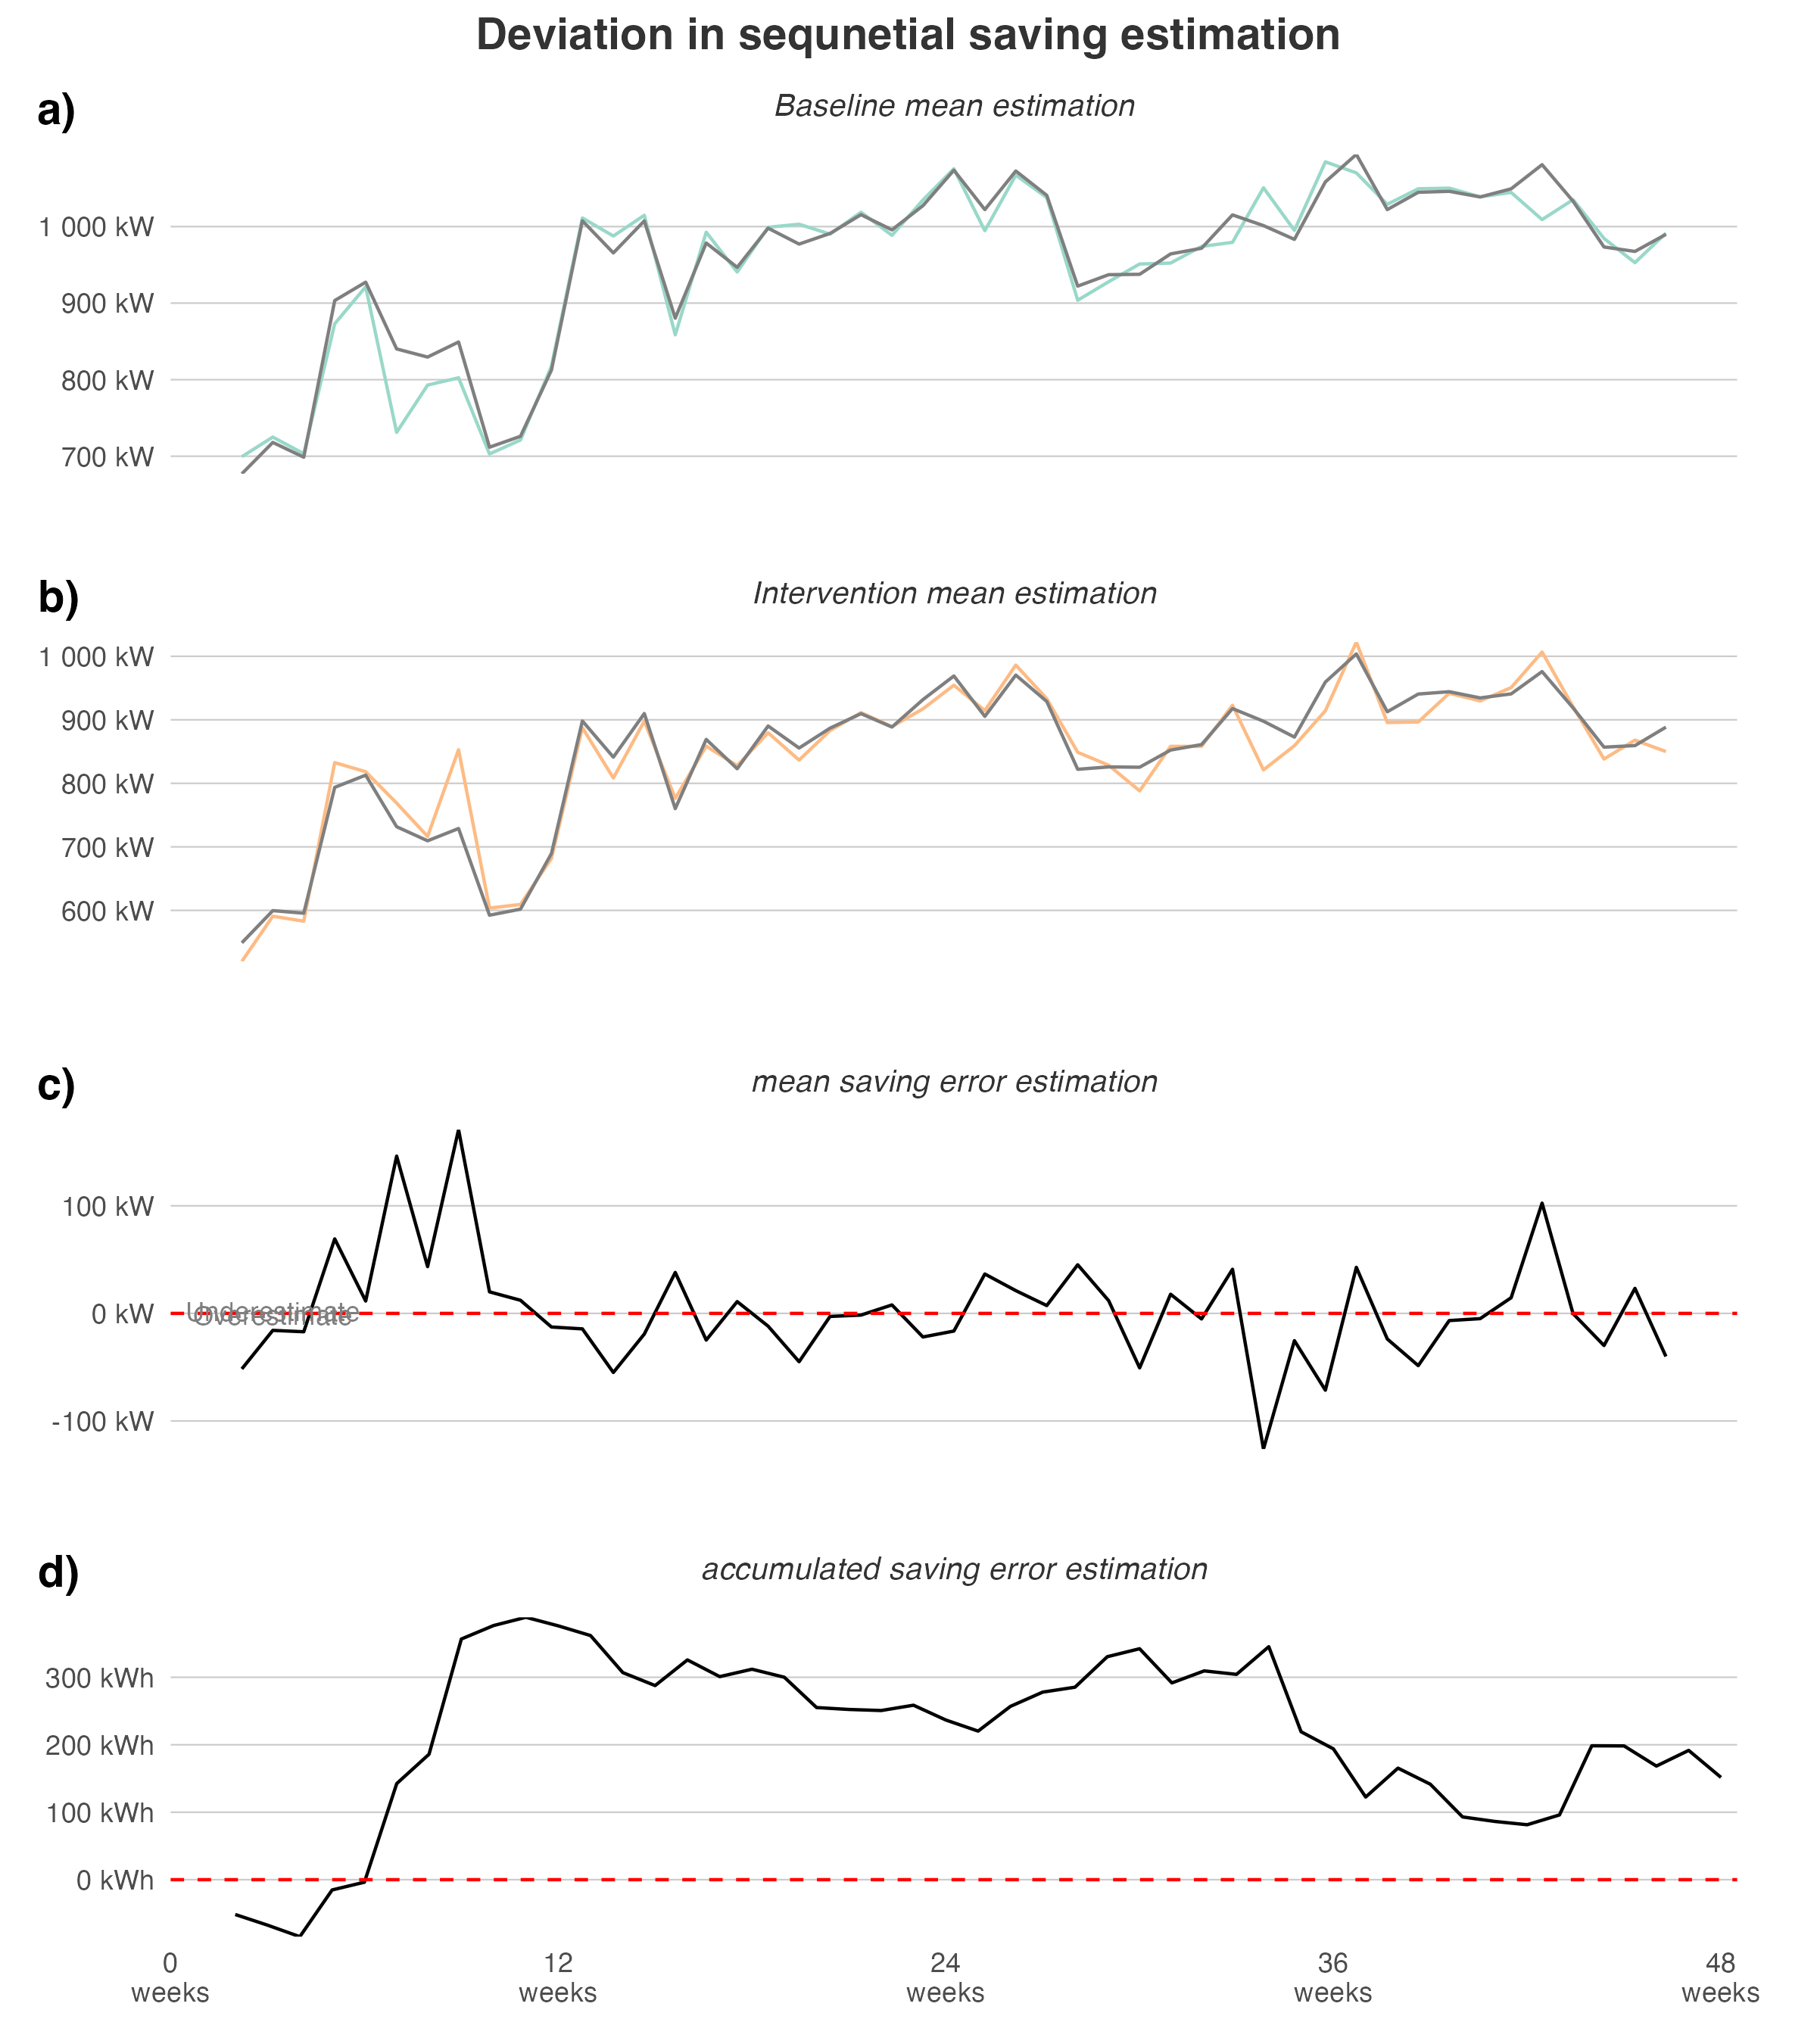 Deviation in sequnetial saving estimation
a)
Baseline mean estimation
1 000 kW
900 kW
800 kW
700 kW
b)
Intervention mean estimation
1 000 kW
900 kW
800 kW
700 kW
600 kW
c)
mean saving error estimation
100 kW
0 kW
Underestimate
Overestimate
-100 kW
d)
accumulated saving error estimation
300 kWh
200 kWh
100 kWh
0 kWh
0 12 24 36 48
weeks weeks weeks weeks weeks